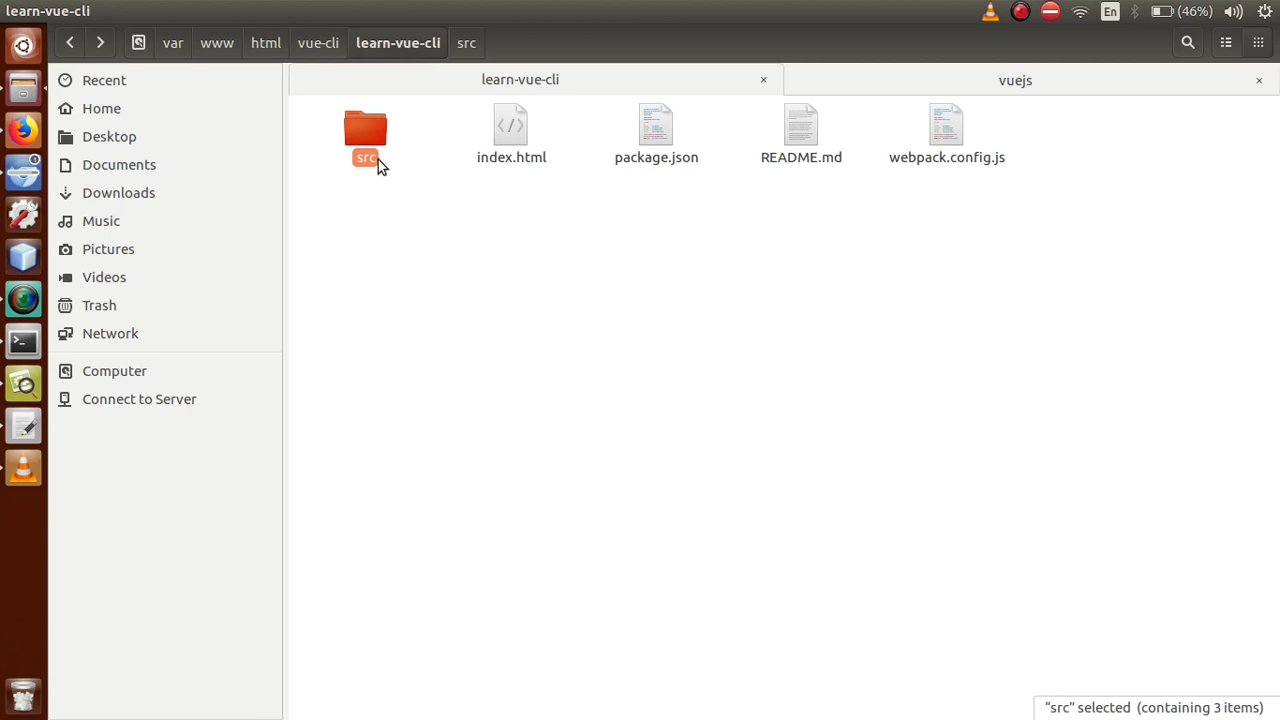 learn-vue-cli
En
(46%)
var
www
html
vue-cli
learn-vue-cli
src
Recent
Home
Desktop
Documents
Downloads
Music
Pictures
Videos
Trash
Network
Computer
Connect to Server
learn-vue-cli
vuejs
src
</>
index.html
package.json
README.md
webpack.config.js
1
>_
“src” selected (containing 3 items)